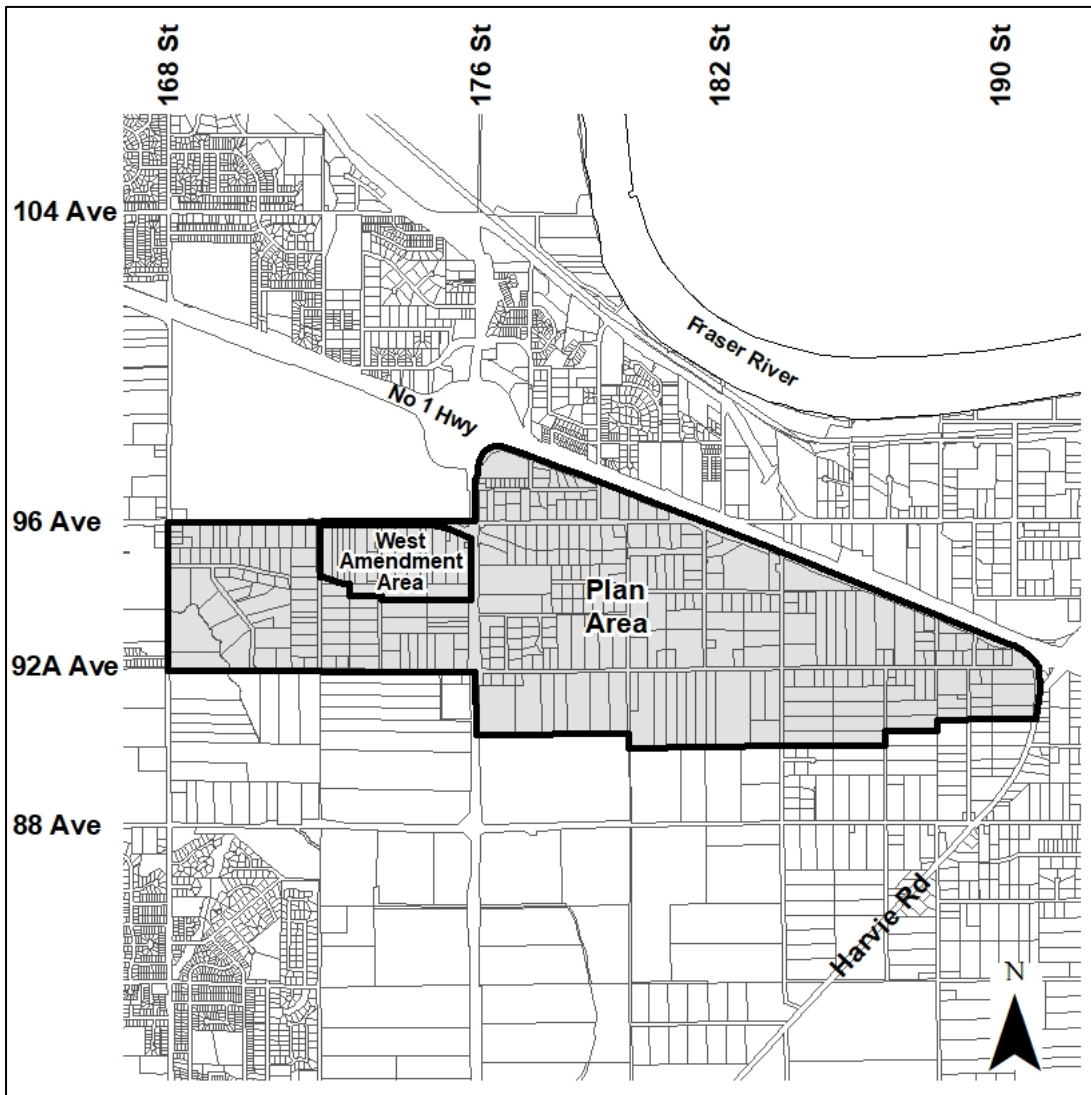 168 St
176 St
182 St
190 St
104 Ave
Fraser River
No 1 Hwy
96 Ave
West
Amendment
Area
Plan
Area
92A Ave
88 Ave
Harvie Rd
N